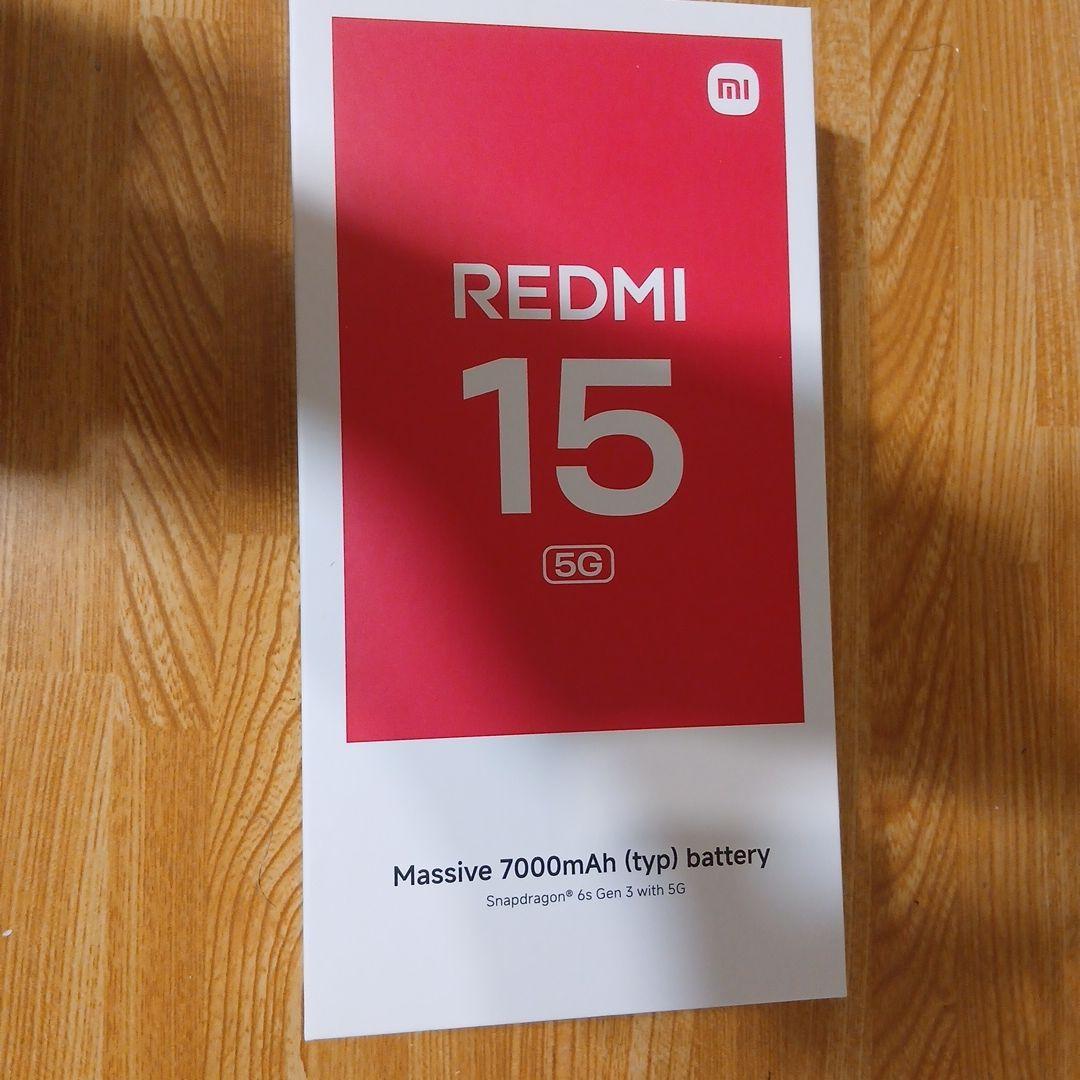 mi
REDMI
15
5G
Massive 7000mAh (typ) battery
Snapdragon® 6s Gen 3 with 5G